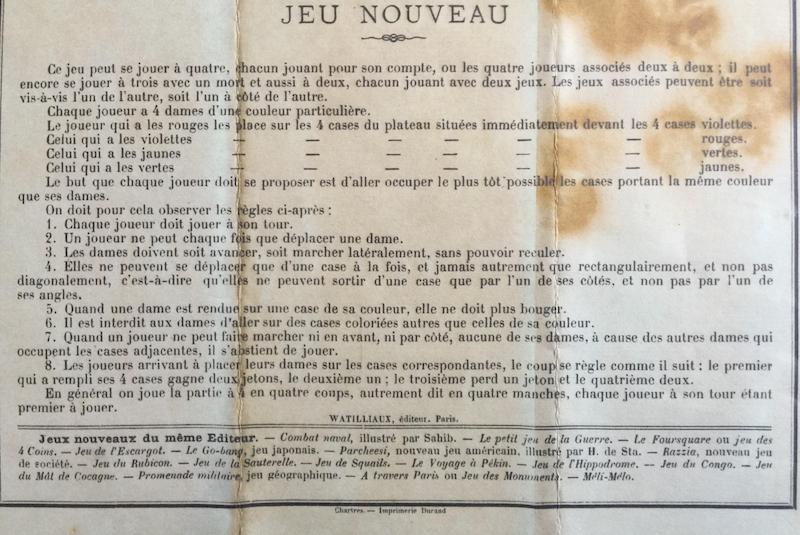 JEU NOUVEAU
Ce jeu peut se jouer à quatre, chacun jouant pour son compte, ou les quatre joueurs associés deux à deux ; il peut
encore se jouer à trois avec un mort et aussi à deux, chacun jouant avec deux jeux. Les jeux associés peuvent être soit
vis-à-vis l'un de l'autre, soit l'un à côté de l'autre.
Chaque joueur a 4 dames d'une couleur particulière.
Le joueur qui a les rouges les place sur les 4 cases du plateau situées immédiatement devant les 4 cases violettes.
Celui qui a les violettes — — — — — — rouges.
Celui qui a les jaunes — — — — — — vertes.
Celui qui a les vertes — — — — — — jaunes.
Le but que chaque joueur doit se proposer est d'aller occuper le plus tôt possible les cases portant la même couleur
que ses dames.
On doit pour cela observer les règles ci-après :
1. Chaque joueur doit jouer à son tour.
2. Un joueur ne peut chaque fois que déplacer une dame.
3. Les dames doivent soit avancer, soit marcher latéralement, sans pouvoir reculer.
4. Elles ne peuvent se déplacer que d'une case à la fois, et jamais autrement que rectangulairement, et non pas
diagonalement, c'est-à-dire qu'elles ne peuvent sortir d'une case que par l'un de ses côtés, et non pas par l'un de
ses angles.
5. Quand une dame est rendue sur une case de sa couleur, elle ne doit plus bouger.
6. Il est interdit aux dames d'aller sur des cases coloriées autres que celles de sa couleur.
7. Quand un joueur ne peut faire marcher ni en avant, ni par côté, aucune de ses dames, à cause des autres dames qui
occupent les cases adjacentes, il s'abstient de jouer.
8. Les joueurs arrivant à placer leurs dames sur les cases correspondantes, le coup se règle comme il suit : le premier
qui a rempli ses 4 cases gagne deux jetons, le deuxième un ; le troisième perd un jeton et le quatrième deux.
En général on joue la partie à 4 en quatre coups, autrement dit en quatre manches, chaque joueur à son tour étant
premier à jouer.
WATILLIAUX, éditeur. Paris.
Jeux nouveaux du même Editeur. — Combat naval, illustré par Sahib. — Le petit jeu de la Guerre. — Le Foursquare ou jeu des
4 Coins. — Jeu de l'Escargot. — Le Go-bang, jeu japonais. — Parcheesi, nouveau jeu américain, illustré par H. de Sta. — Razzia, nouveau jeu
de société. — Jeu du Rubicon. — Jeu de la Sauterelle. — Jeu de Squails. — Le Voyage à Pékin. — Jeu de l'Hippodrome. — Jeu du Congo. — Jeu
du Mât de Cocagne. — Promenade militaire, jeu géographique. — A travers Paris ou Jeu des Monuments. — Méli-Mélo.
Chartres. — Imprimerie Durand